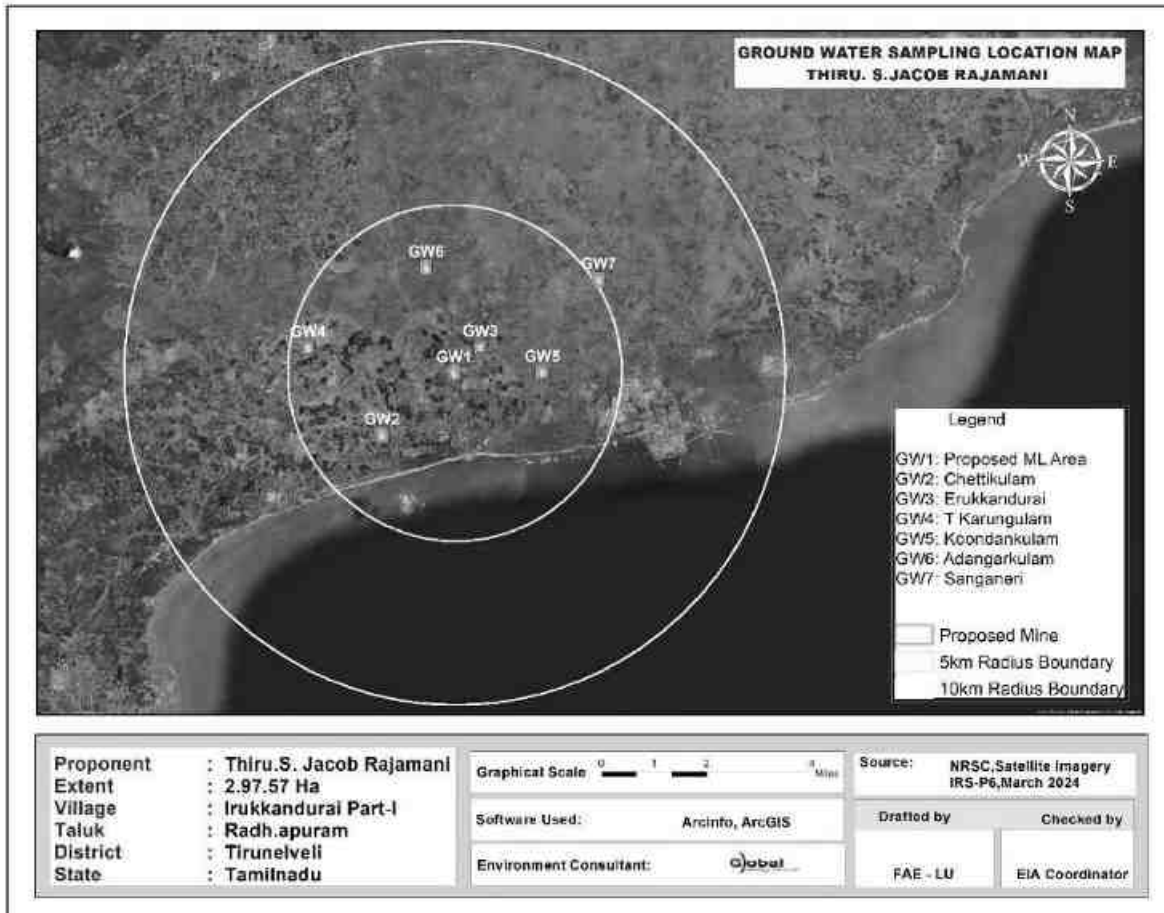 GROUND WATER SAMPLING LOCATION MAP
THIRU. S.JACOB RAJAMANI
N
W E
S
GW6
GW7
GW4
GW3
GW1
GW5
GW2
Legend
GW1: Proposed ML Area
GW2: Chettikulam
GW3: Erukkandurai
GW4: T Karungulam
GW5: Koondankulam
GW6: Adangarkulam
GW7: Sanganeri
Proposed Mine
5km Radius Boundary
10km Radius Boundary
Proponent : Thiru.S. Jacob Rajamani
Extent : 2.97.57 Ha
Village : Irukkandurai Part-I
Taluk : Radh.apuram
District : Tirunelveli
State : Tamilnadu
Graphical Scale 0 1 2 4
Miles
Software Used: Arcinfo, ArcGIS
Environment Consultant: Global
Source: NRSC,Satellite Imagery
IRS-P6,March 2024
Drafted by Checked by
FAE - LU EIA Coordinator